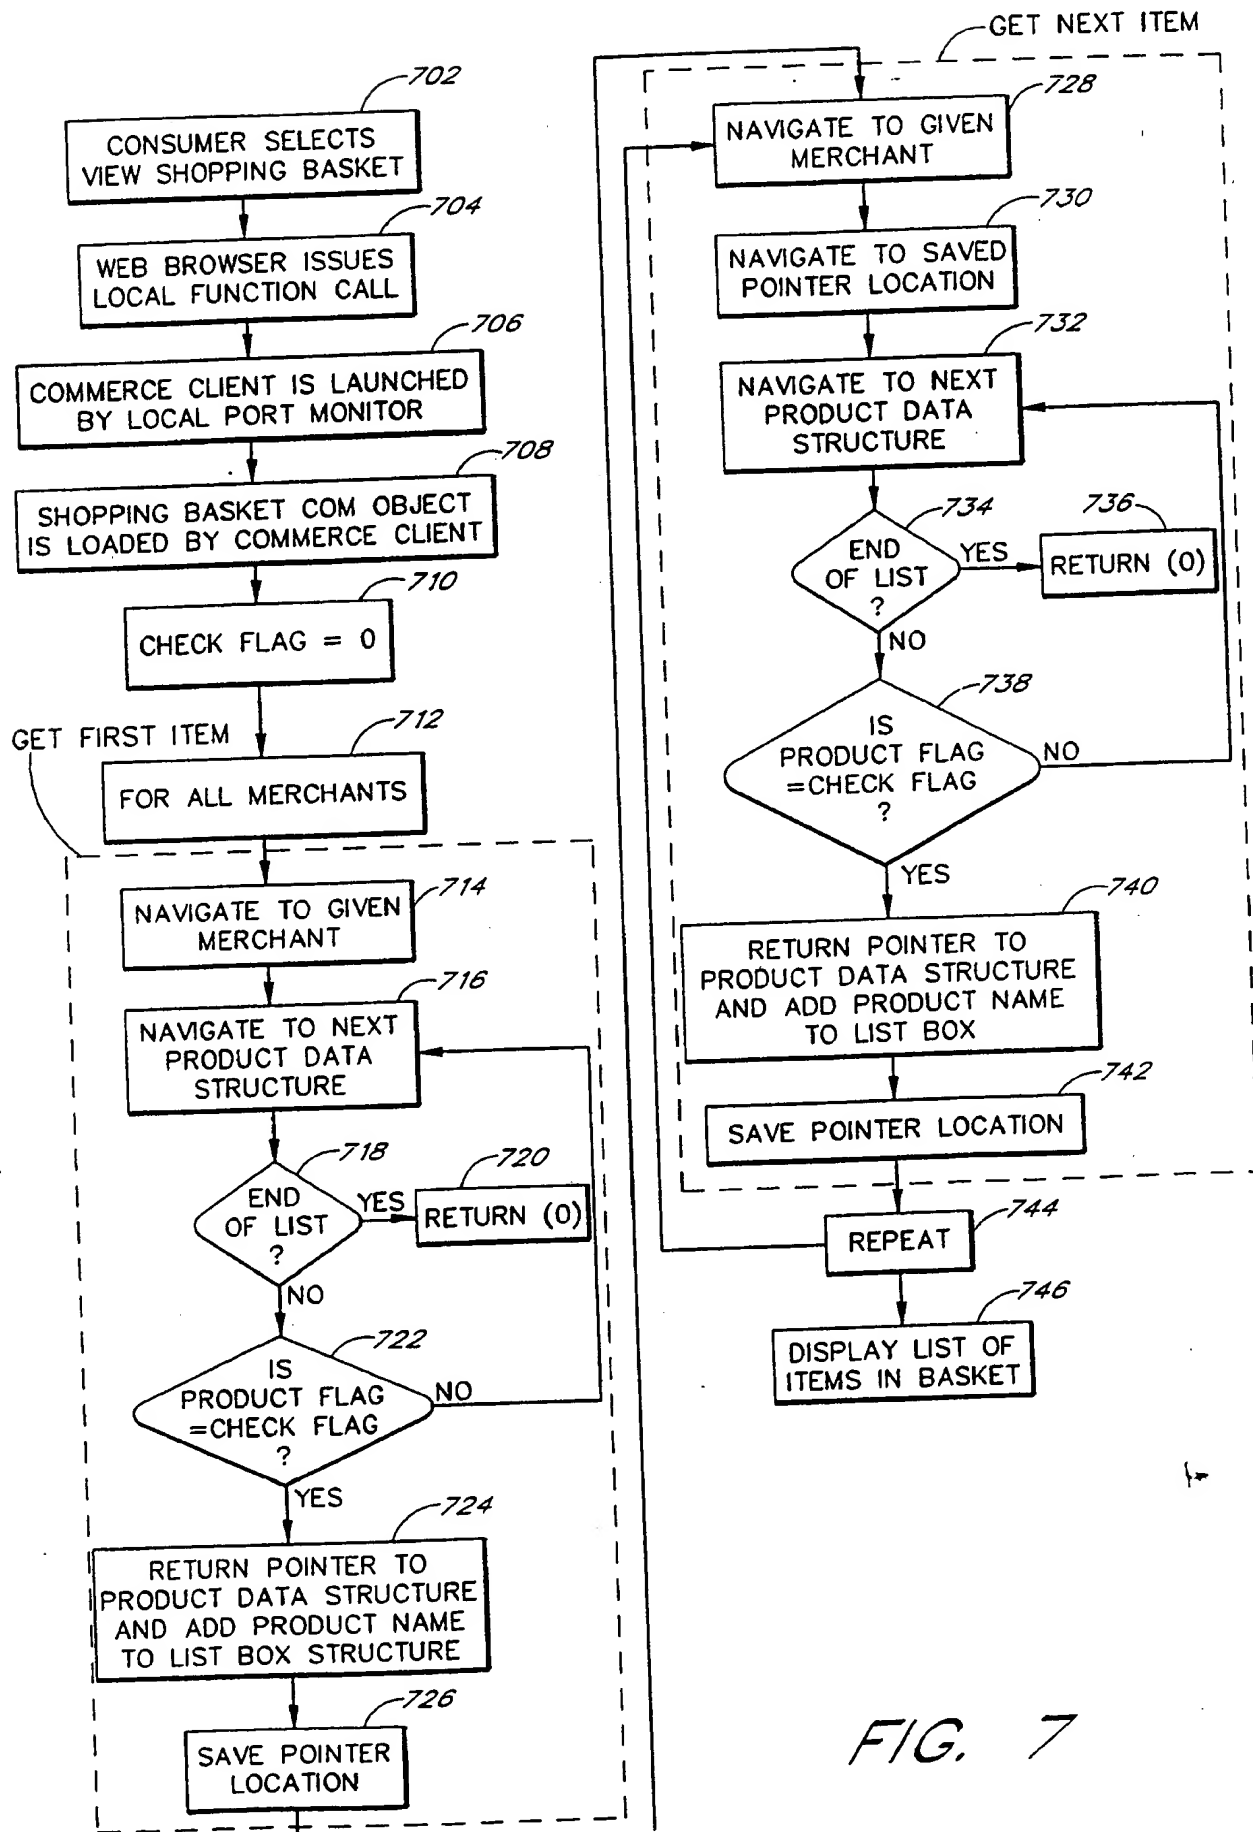 702
CONSUMER SELECTS
VIEW SHOPPING BASKET
704
WEB BROWSER ISSUES
LOCAL FUNCTION CALL
706
COMMERCE CLIENT IS LAUNCHED
BY LOCAL PORT MONITOR
708
SHOPPING BASKET COM OBJECT
IS LOADED BY COMMERCE CLIENT
710
CHECK FLAG = 0
GET FIRST ITEM
712
FOR ALL MERCHANTS
714
NAVIGATE TO GIVEN
MERCHANT
716
NAVIGATE TO NEXT
PRODUCT DATA
STRUCTURE
718
END
OF LIST
?
YES
720
RETURN (0)
NO
722
IS
PRODUCT FLAG
=CHECK FLAG
?
NO
YES
724
RETURN POINTER TO
PRODUCT DATA STRUCTURE
AND ADD PRODUCT NAME
TO LIST BOX STRUCTURE
726
SAVE POINTER
LOCATION
GET NEXT ITEM
728
NAVIGATE TO GIVEN
MERCHANT
730
NAVIGATE TO SAVED
POINTER LOCATION
732
NAVIGATE TO NEXT
PRODUCT DATA
STRUCTURE
734
END
OF LIST
?
YES
736
RETURN (0)
NO
738
IS
PRODUCT FLAG
=CHECK FLAG
?
NO
YES
740
RETURN POINTER TO
PRODUCT DATA STRUCTURE
AND ADD PRODUCT NAME
TO LIST BOX
742
SAVE POINTER LOCATION
744
REPEAT
746
DISPLAY LIST OF
ITEMS IN BASKET
FIG. 7